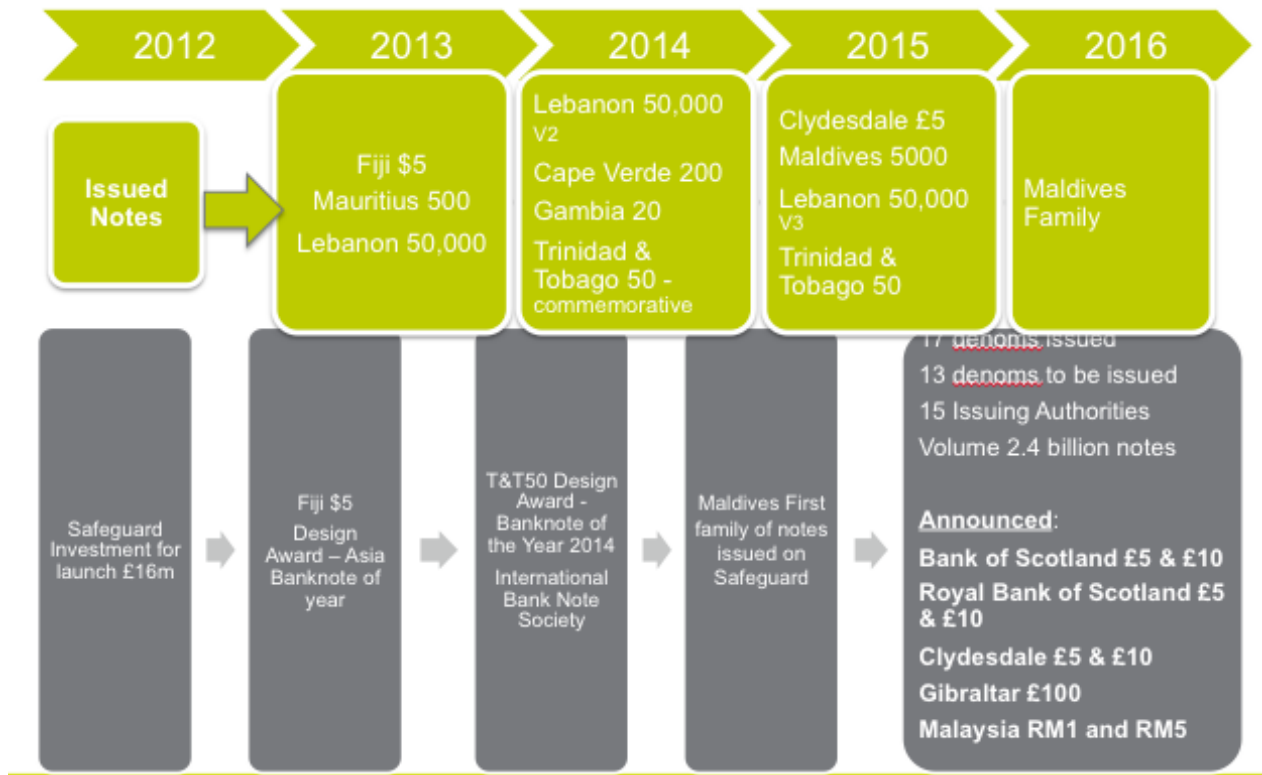 2012
2013
2014
2015
2016
Issued
Notes
Fiji $5
Mauritius 500
Lebanon 50,000
Lebanon 50,000
V2
Cape Verde 200
Gambia 20
Trinidad &
Tobago 50 -
commemorative
Clydesdale £5
Maldives 5000
Lebanon 50,000
V3
Trinidad &
Tobago 50
Maldives
Family
Safeguard
Investment for
launch £16m
Fiji $5
Design
Award – Asia
Banknote of
year
T&T50 Design
Award -
Banknote of
the Year 2014
International
Bank Note
Society
Maldives First
family of notes
issued on
Safeguard
17 denoms issued
13 denoms to be issued
15 Issuing Authorities
Volume 2.4 billion notes
Announced:
Bank of Scotland £5 & £10
Royal Bank of Scotland £5
& £10
Clydesdale £5 & £10
Gibraltar £100
Malaysia RM1 and RM5